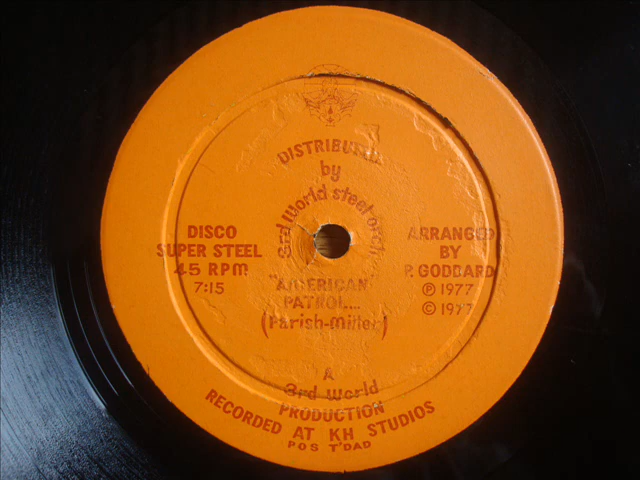 DISTRIBUTED
by
3rd World steel orch.
DISCO
SUPER STEEL
45 RPM
7:15
ARRANGED
BY
P. GODDARD
℗ 1977
© 1977
"AMERICAN
PATROL...
(Parish-Miller)
A
3rd World
PRODUCTION
RECORDED AT KH STUDIOS
POS T'DAD